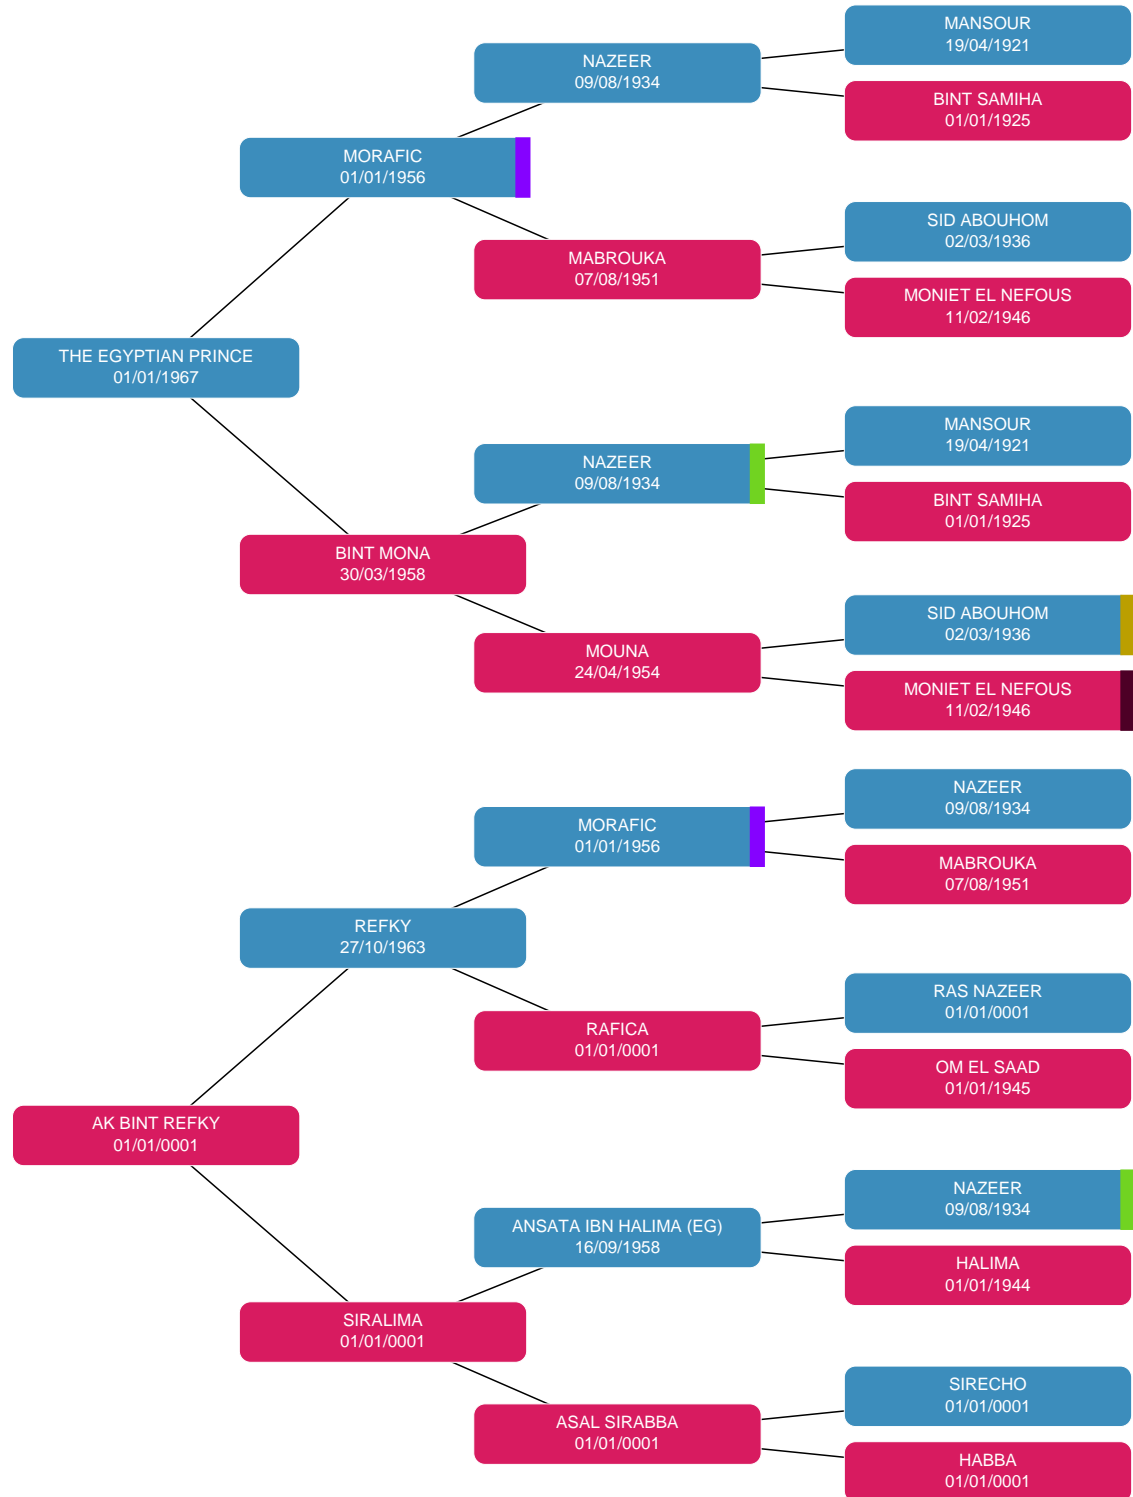 MANSOUR
19/04/1921
NAZEER
09/08/1934
BINT SAMIHA
01/01/1925
MORAFIC
01/01/1956
SID ABOUHOM
02/03/1936
MABROUKA
07/08/1951
MONIET EL NEFOUS
11/02/1946
THE EGYPTIAN PRINCE
01/01/1967
MANSOUR
19/04/1921
NAZEER
09/08/1934
BINT SAMIHA
01/01/1925
BINT MONA
30/03/1958
SID ABOUHOM
02/03/1936
MOUNA
24/04/1954
MONIET EL NEFOUS
11/02/1946
NAZEER
09/08/1934
MORAFIC
01/01/1956
MABROUKA
07/08/1951
REFKY
27/10/1963
RAS NAZEER
01/01/0001
RAFICA
01/01/0001
OM EL SAAD
01/01/1945
AK BINT REFKY
01/01/0001
NAZEER
09/08/1934
ANSATA IBN HALIMA (EG)
16/09/1958
HALIMA
01/01/1944
SIRALIMA
01/01/0001
SIRECHO
01/01/0001
ASAL SIRABBA
01/01/0001
HABBA
01/01/0001